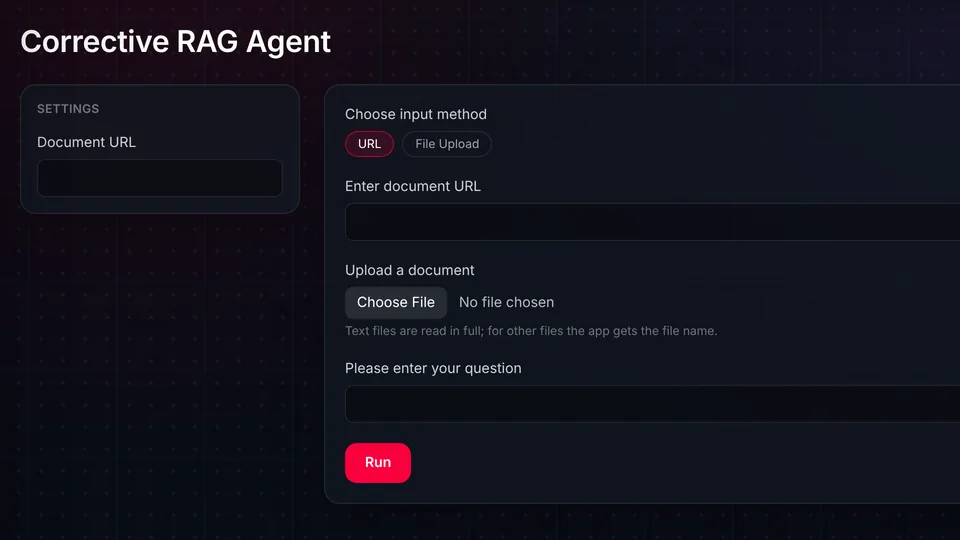 Corrective RAG Agent
SETTINGS
Document URL
Choose input method
URL
File Upload
Enter document URL
Upload a document
Choose File
No file chosen
Text files are read in full; for other files the app gets the file name.
Please enter your question
Run